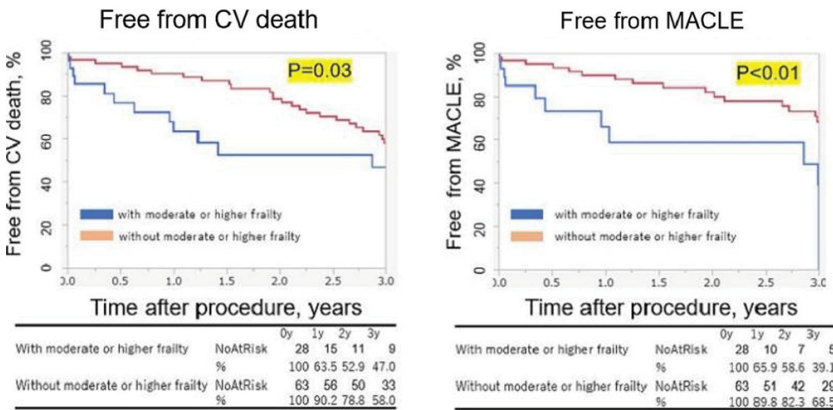 Free from CV death
Free from CV death, %
100
80
60
40
20
0
P=0.03
with moderate or higher frailty
without moderate or higher frailty
0.0 0.5 1.0 1.5 2.0 2.5 3.0
Time after procedure, years
0y 1y 2y 3y
With moderate or higher frailty NoAtRisk 28 15 11 9
% 100 63.5 52.9 47.0
Without moderate or higher frailty NoAtRisk 63 56 50 33
% 100 90.2 78.8 58.0
Free from MACLE
Free from MACLE, %
100
80
60
40
20
0
P<0.01
with moderate or higher frailty
without moderate or higher frailty
0.0 0.5 1.0 1.5 2.0 2.5 3.0
Time after procedure, years
0y 1y 2y 3y
With moderate or higher frailty NoAtRisk 28 10 7 5
% 100 65.9 58.6 39.1
Without moderate or higher frailty NoAtRisk 63 51 42 29
% 100 89.8 82.3 68.5